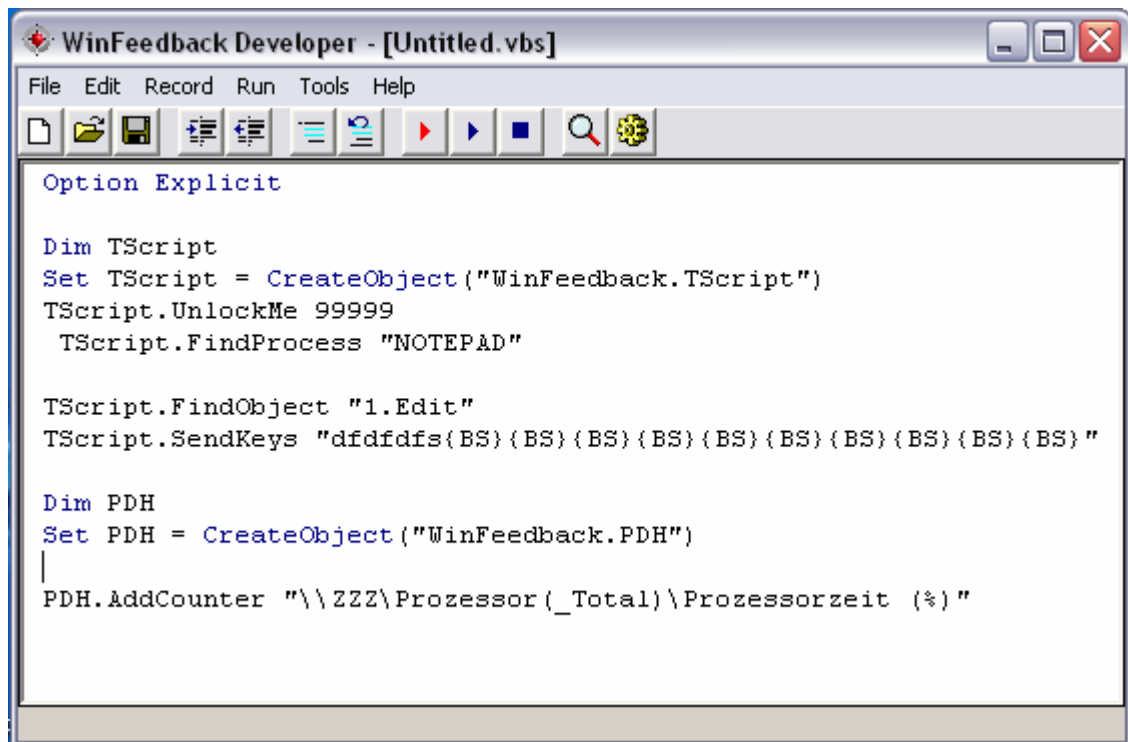 WinFeedback Developer - [Untitled.vbs]
File Edit Record Run Tools Help
Option Explicit
Dim TScript
Set TScript = CreateObject("WinFeedback.TScript")
TScript.UnlockMe 99999
TScript.FindProcess "NOTEPAD"
TScript.FindObject "1.Edit"
TScript.SendKeys "dfdfdfs{BS}{BS}{BS}{BS}{BS}{BS}{BS}{BS}{BS}{BS}"
Dim PDH
Set PDH = CreateObject("WinFeedback.PDH")
PDH.AddCounter "\\ZZZ\Prozessor(_Total)\Prozessorzeit (%)"